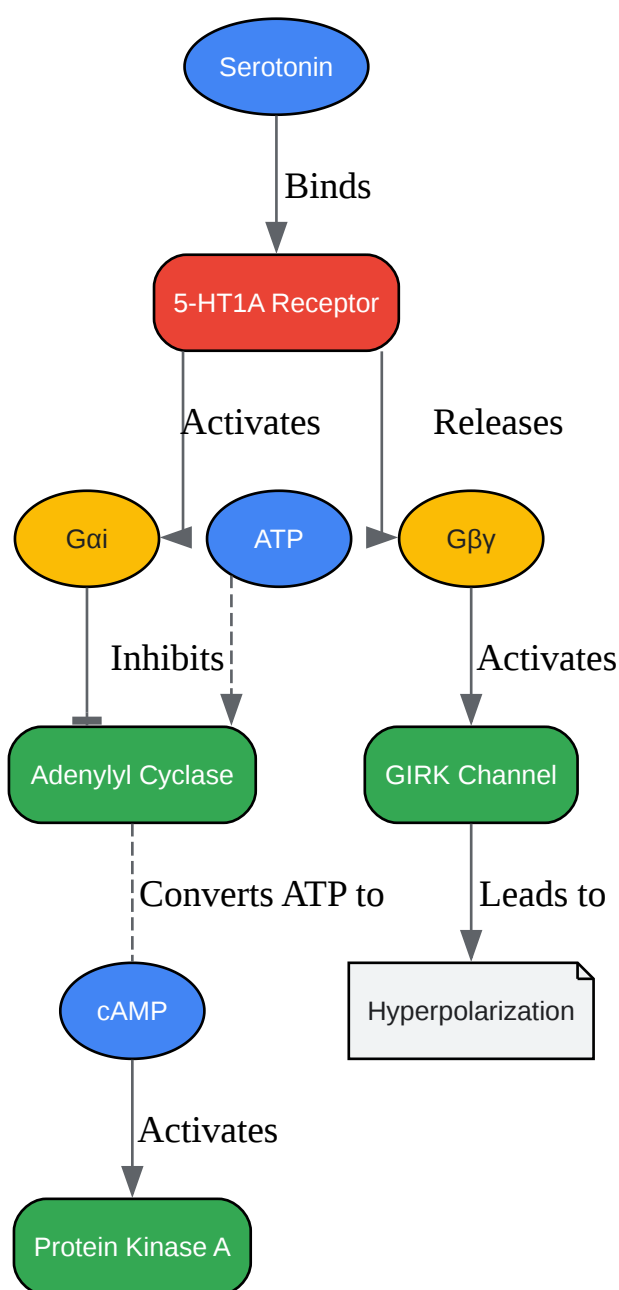 Serotonin
Binds
5-HT1A Receptor
Activates
Releases
Gαi
ATP
Gβγ
Inhibits
Activates
Adenylyl Cyclase
GIRK Channel
Converts ATP to
Leads to
cAMP
Hyperpolarization
Activates
Protein Kinase A